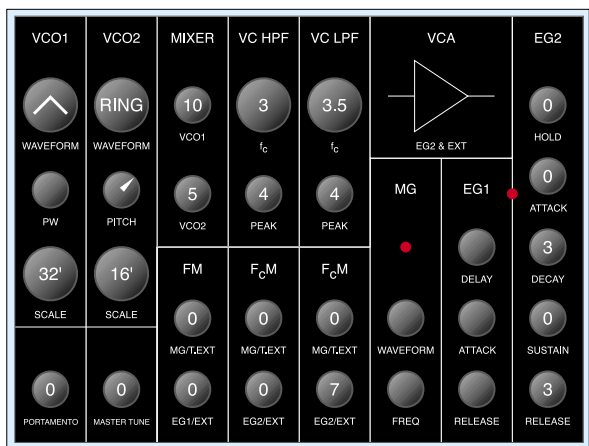 VCO1 VCO2 MIXER VC HPF VC LPF VCA EG2
RING 10 3 3.5 0
WAVEFORM WAVEFORM VCO1 fc fc EG2 & EXT HOLD
MG EG1
5 4 4 0
PW PITCH VCO2 PEAK PEAK ATTACK
32' 16' FM FcM FcM 3
SCALE SCALE DELAY DECAY
0 0 0 0
MG/T.EXT MG/T.EXT MG/T.EXT WAVEFORM ATTACK SUSTAIN
0 0 0 0 7 3
PORTAMENTO MASTER TUNE EG1/EXT EG2/EXT EG2/EXT FREQ RELEASE RELEASE